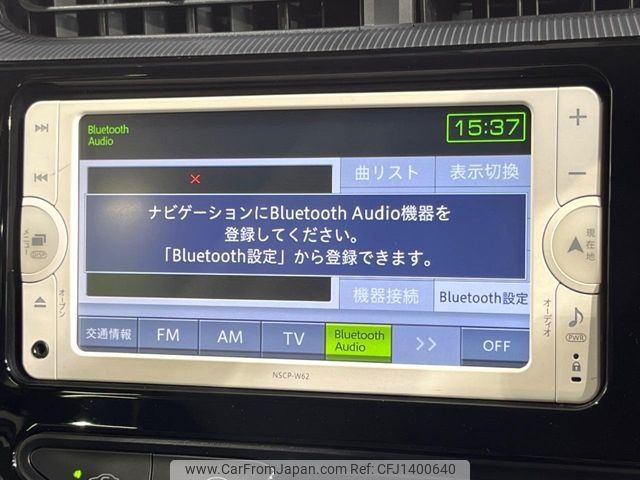 Bluetooth
Audio
15:37
曲リスト
表示切換
ナビゲーションにBluetooth Audio機器を
登録してください。
「Bluetooth設定」から登録できます。
機器接続
Bluetooth設定
交通情報
FM
AM
TV
Bluetooth
Audio
>>
OFF
メニュー
DISP
オープン
現在地
オーディオ
PWR
NSCP-W62
www.CarFromJapan.com - CFJ1400640